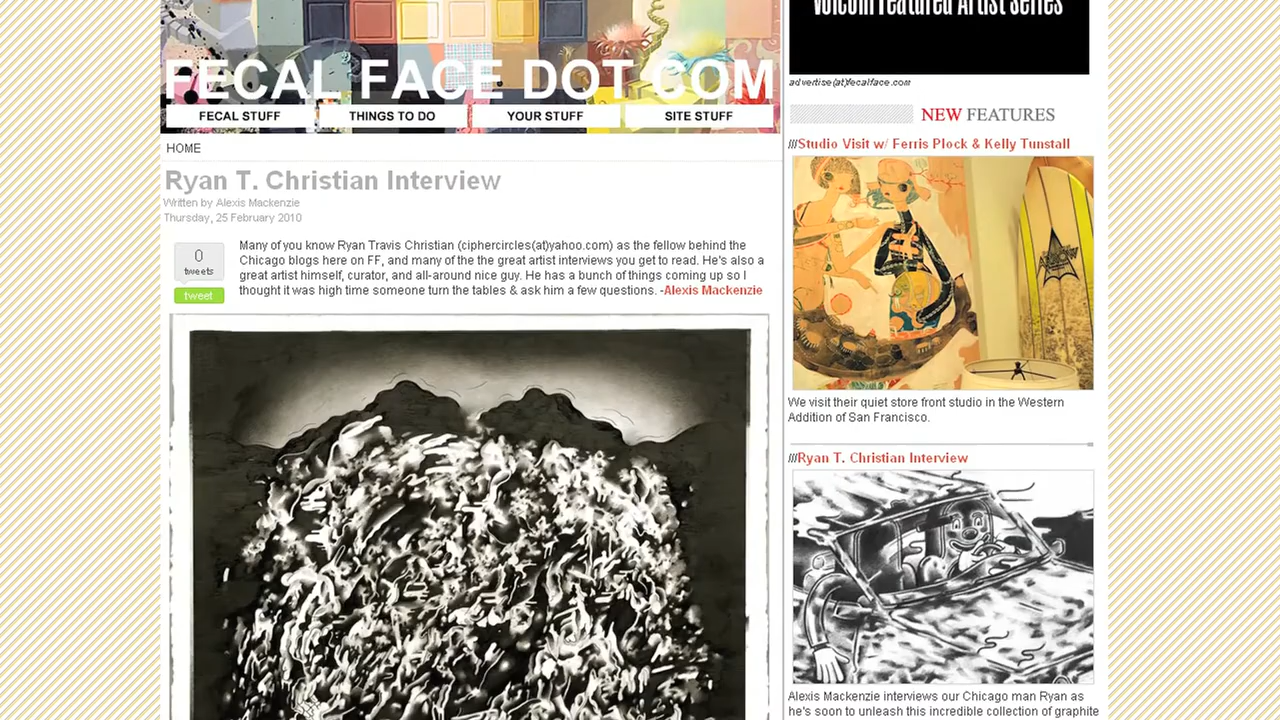 Volcom Featured Artist Series
FECAL FACE DOT COM
FECAL STUFF
THINGS TO DO
YOUR STUFF
SITE STUFF
HOME
Ryan T. Christian Interview
Written by Alexis Mackenzie
Thursday, 25 February 2010
0
tweets
tweet
Many of you know Ryan Travis Christian (ciphercircles(at)yahoo.com) as the fellow behind the
Chicago blogs here on FF, and many of the the great artist interviews you get to read. He's also a
great artist himself, curator, and all-around nice guy. He has a bunch of things coming up so I
thought it was high time someone turn the tables & ask him a few questions. -Alexis Mackenzie
advertise(at)fecalface.com
NEW FEATURES
///Studio Visit w/ Ferris Plock & Kelly Tunstall
We visit their quiet store front studio in the Western
Addition of San Francisco.
///Ryan T. Christian Interview
Alexis Mackenzie interviews our Chicago man Ryan as
he's soon to unleash this incredible collection of graphite